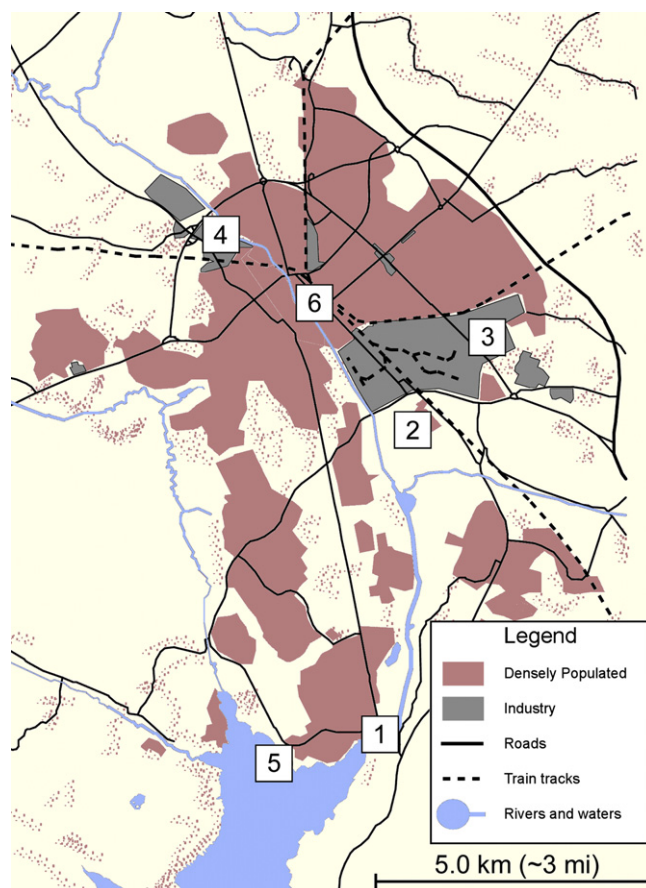 4
6
3
2
1
5
Legend
Densely Populated
Industry
Roads
Train tracks
Rivers and waters
5.0 km (~3 mi)